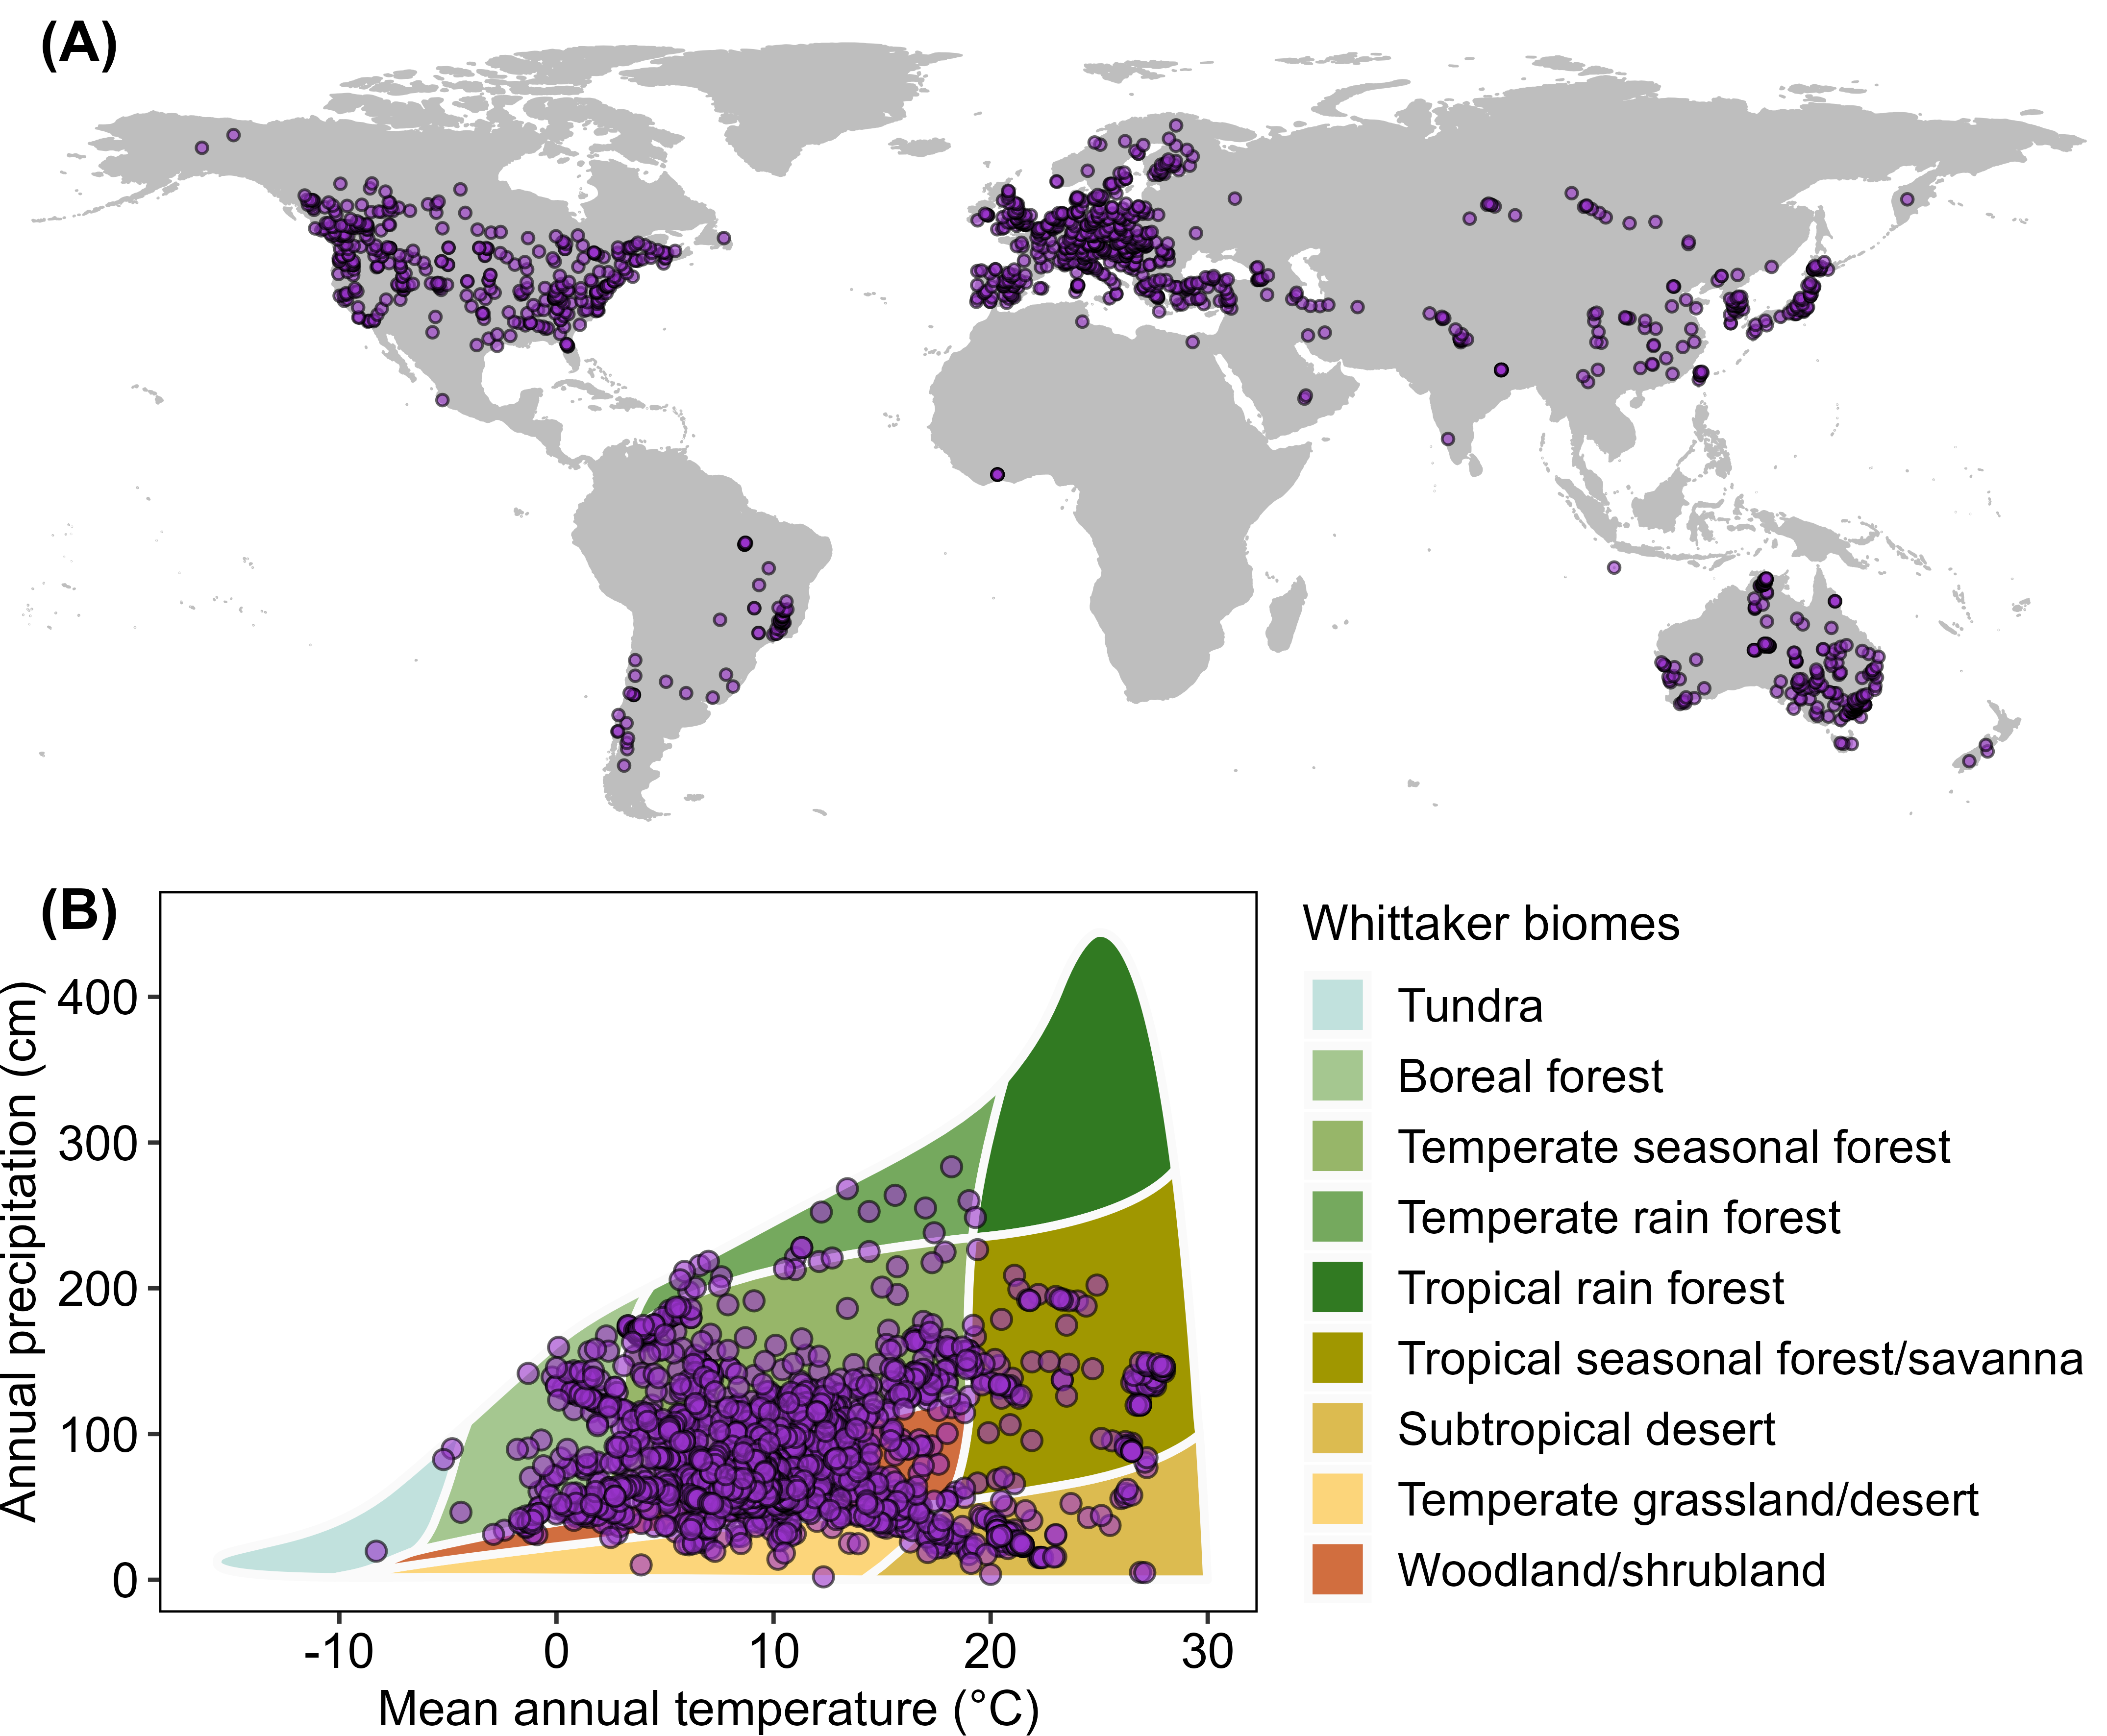 (A)
(B)
Annual precipitation (cm)
400
300
200
100
0
-10 0 10 20 30
Mean annual temperature (°C)
Whittaker biomes
Tundra
Boreal forest
Temperate seasonal forest
Temperate rain forest
Tropical rain forest
Tropical seasonal forest/savanna
Subtropical desert
Temperate grassland/desert
Woodland/shrubland